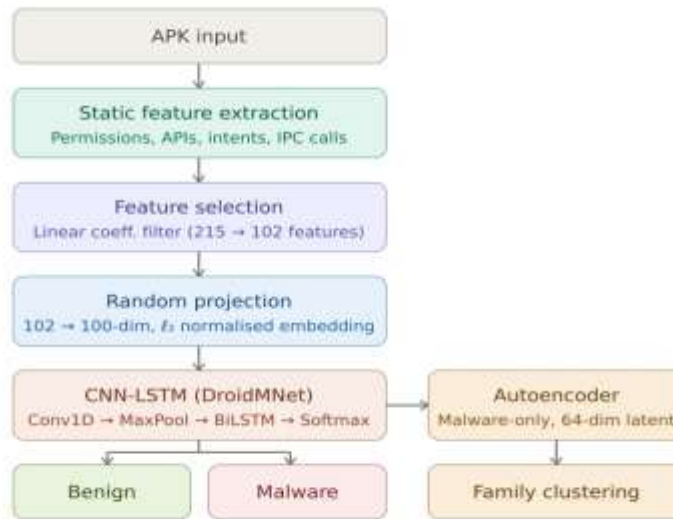 APK input
Static feature extraction
Permissions, APIs, intents, IPC calls
Feature selection
Linear coeff. filter (215 → 102 features)
Random projection
102 → 100-dim, ℓ₂ normalised embedding
CNN-LSTM (DroidMNet)
Conv1D → MaxPool → BiLSTM → Softmax
Autoencoder
Malware-only, 64-dim latent
Benign
Malware
Family clustering